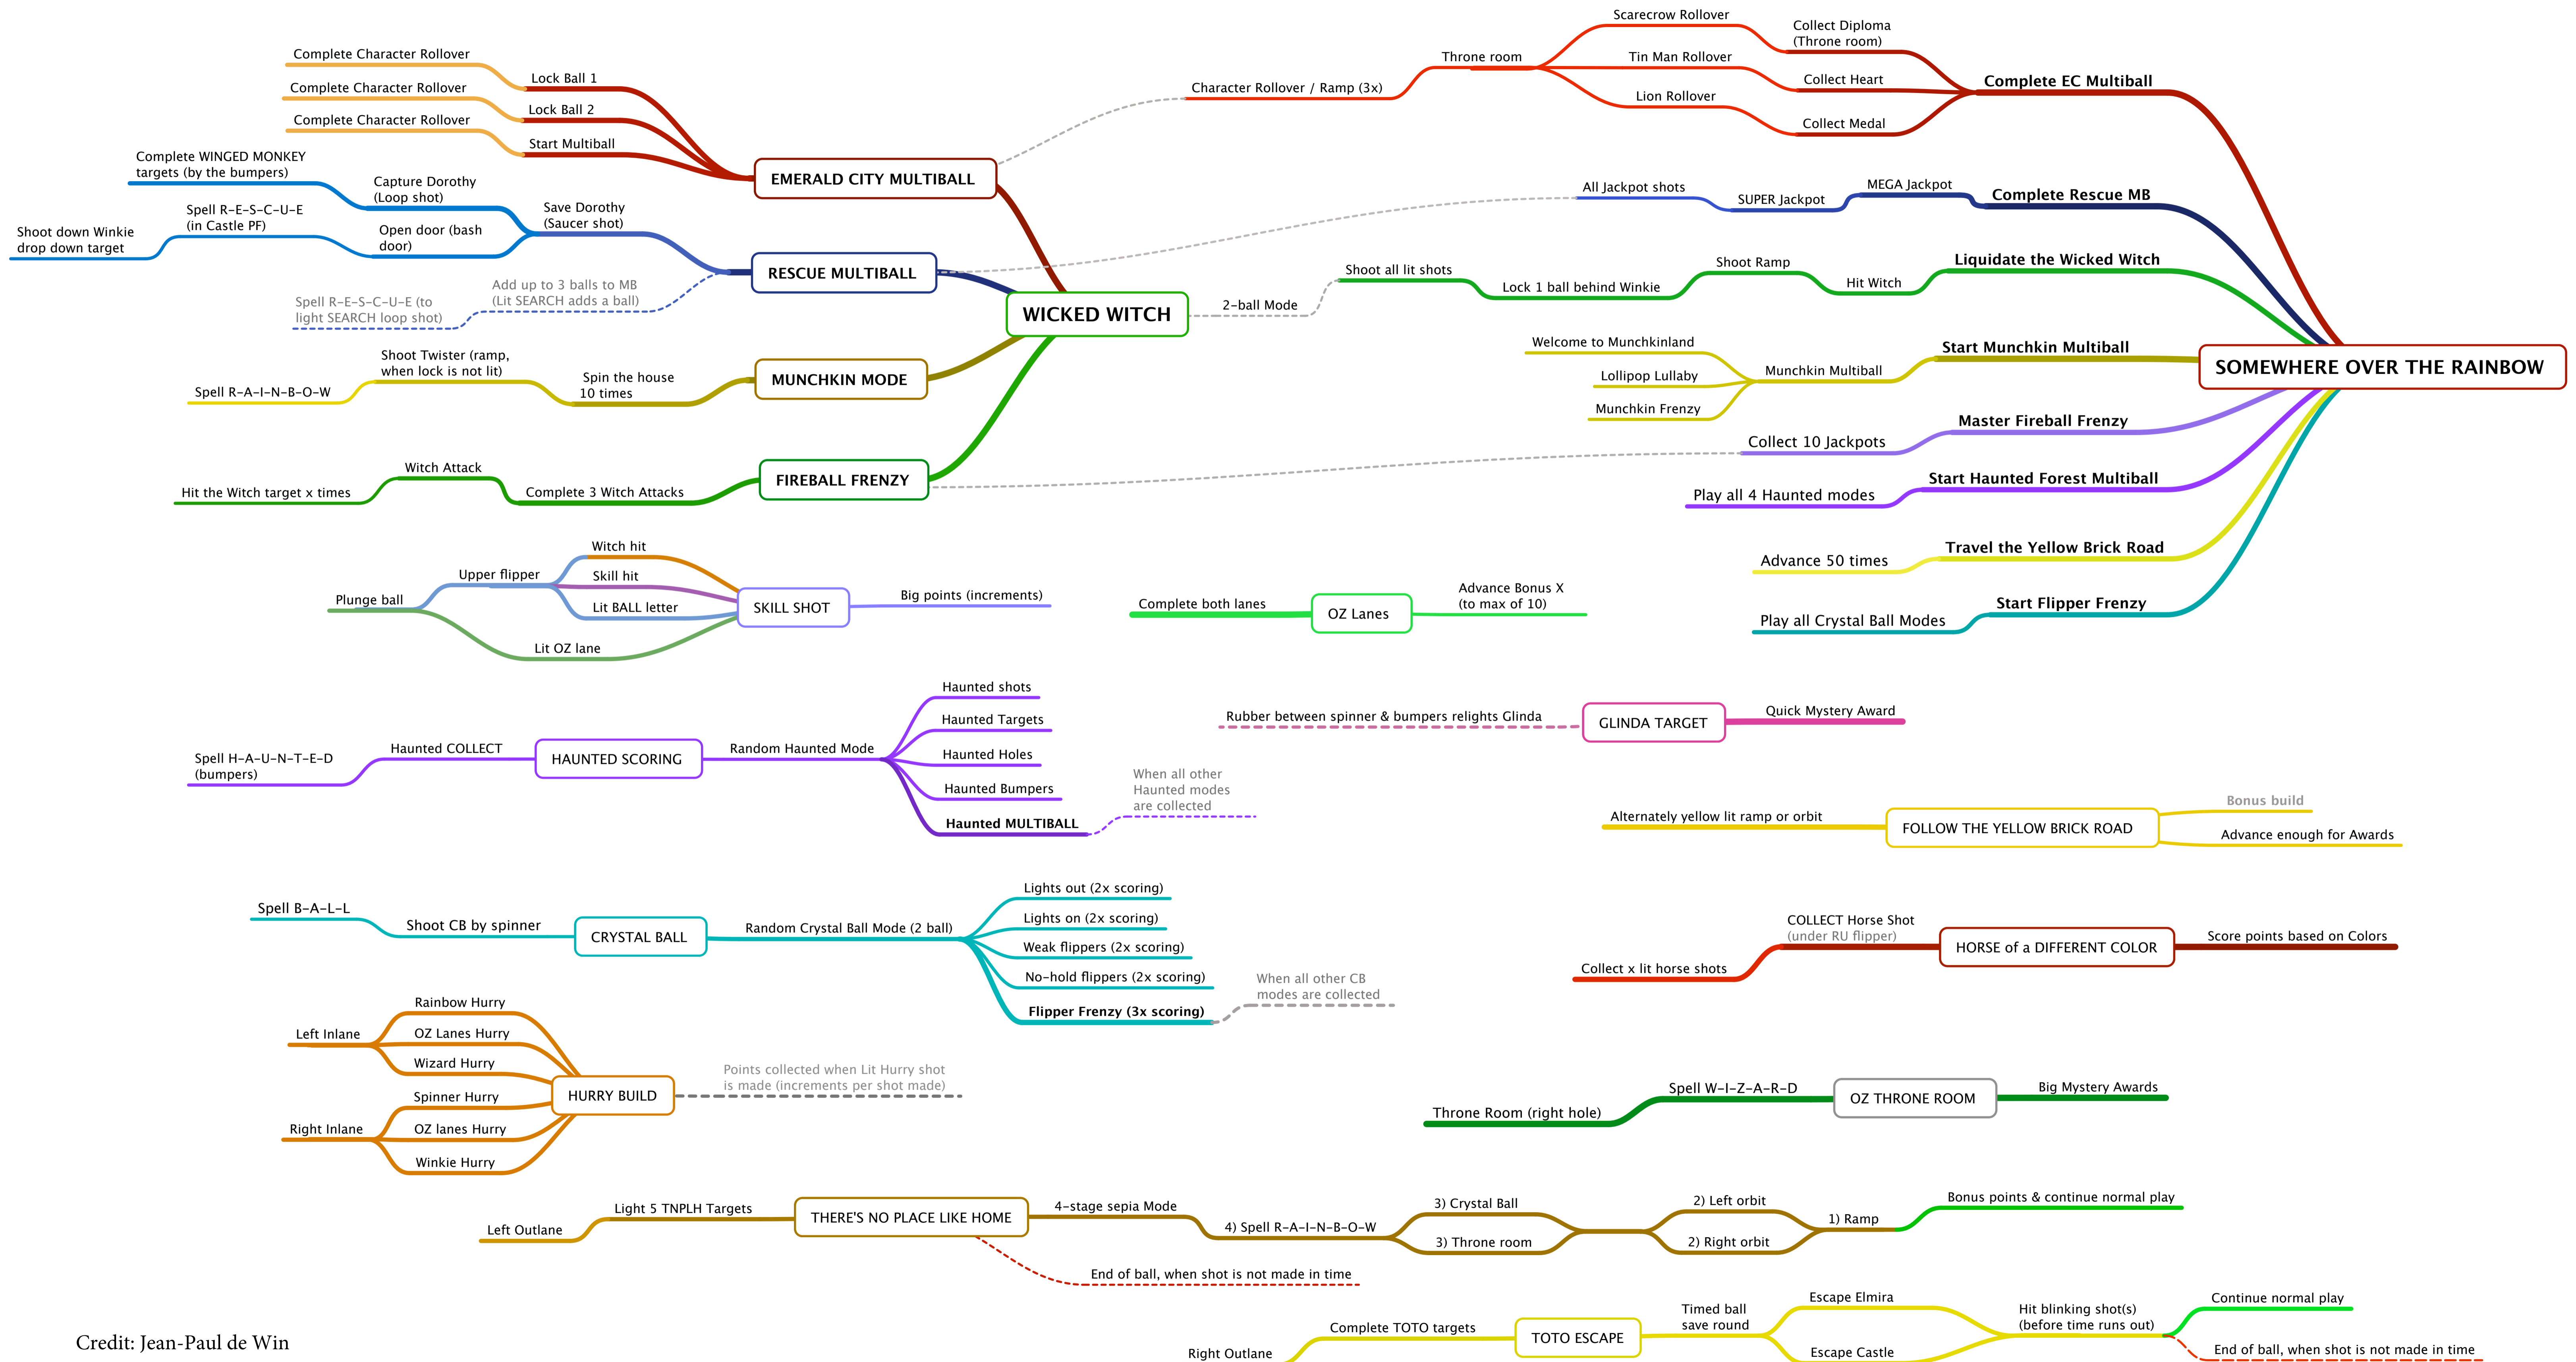 Complete Character Rollover
Lock Ball 1
Complete Character Rollover
Lock Ball 2
Complete Character Rollover
Start Multiball
EMERALD CITY MULTIBALL
Complete WINGED MONKEY
targets (by the bumpers)
Capture Dorothy
(Loop shot)
Spell R-E-S-C-U-E
(in Castle PF)
Save Dorothy
(Saucer shot)
Shoot down Winkie
drop down target
Open door (bash
door)
RESCUE MULTIBALL
Add up to 3 balls to MB
(Lit SEARCH adds a ball)
Spell R-E-S-C-U-E (to
light SEARCH loop shot)
WICKED WITCH
Shoot Twister (ramp,
when lock is not lit)
Spell R-A-I-N-B-O-W
Spin the house
10 times
MUNCHKIN MODE
Witch Attack
Hit the Witch target x times
Complete 3 Witch Attacks
FIREBALL FRENZY
Character Rollover / Ramp (3x)
Throne room
Scarecrow Rollover
Tin Man Rollover
Lion Rollover
Collect Diploma
(Throne room)
Collect Heart
Collect Medal
Complete EC Multiball
All Jackpot shots
SUPER Jackpot
MEGA Jackpot
Complete Rescue MB
2-ball Mode
Shoot all lit shots
Lock 1 ball behind Winkie
Shoot Ramp
Hit Witch
Liquidate the Wicked Witch
Welcome to Munchkinland
Lollipop Lullaby
Munchkin Frenzy
Munchkin Multiball
Start Munchkin Multiball
SOMEWHERE OVER THE RAINBOW
Collect 10 Jackpots
Master Fireball Frenzy
Play all 4 Haunted modes
Start Haunted Forest Multiball
Advance 50 times
Travel the Yellow Brick Road
Play all Crystal Ball Modes
Start Flipper Frenzy
Plunge ball
Upper flipper
Witch hit
Skill hit
Lit BALL letter
Lit OZ lane
SKILL SHOT
Big points (increments)
Complete both lanes
OZ Lanes
Advance Bonus X
(to max of 10)
Spell H-A-U-N-T-E-D
(bumpers)
Haunted COLLECT
HAUNTED SCORING
Random Haunted Mode
Haunted shots
Haunted Targets
Haunted Holes
Haunted Bumpers
Haunted MULTIBALL
When all other
Haunted modes
are collected
Rubber between spinner & bumpers relights Glinda
GLINDA TARGET
Quick Mystery Award
Alternately yellow lit ramp or orbit
FOLLOW THE YELLOW BRICK ROAD
Bonus build
Advance enough for Awards
Spell B-A-L-L
Shoot CB by spinner
CRYSTAL BALL
Random Crystal Ball Mode (2 ball)
Lights out (2x scoring)
Lights on (2x scoring)
Weak flippers (2x scoring)
No-hold flippers (2x scoring)
Flipper Frenzy (3x scoring)
When all other CB
modes are collected
Collect x lit horse shots
COLLECT Horse Shot
(under RU flipper)
HORSE of a DIFFERENT COLOR
Score points based on Colors
Left Inlane
Rainbow Hurry
OZ Lanes Hurry
Wizard Hurry
Right Inlane
Spinner Hurry
OZ lanes Hurry
Winkie Hurry
HURRY BUILD
Points collected when Lit Hurry shot
is made (increments per shot made)
Throne Room (right hole)
Spell W-I-Z-A-R-D
OZ THRONE ROOM
Big Mystery Awards
Left Outlane
Light 5 TNPLH Targets
THERE'S NO PLACE LIKE HOME
4-stage sepia Mode
4) Spell R-A-I-N-B-O-W
3) Crystal Ball
3) Throne room
2) Left orbit
2) Right orbit
1) Ramp
Bonus points & continue normal play
End of ball, when shot is not made in time
Right Outlane
Complete TOTO targets
TOTO ESCAPE
Timed ball
save round
Escape Elmira
Escape Castle
Hit blinking shot(s)
(before time runs out)
Continue normal play
End of ball, when shot is not made in time
Credit: Jean-Paul de Win